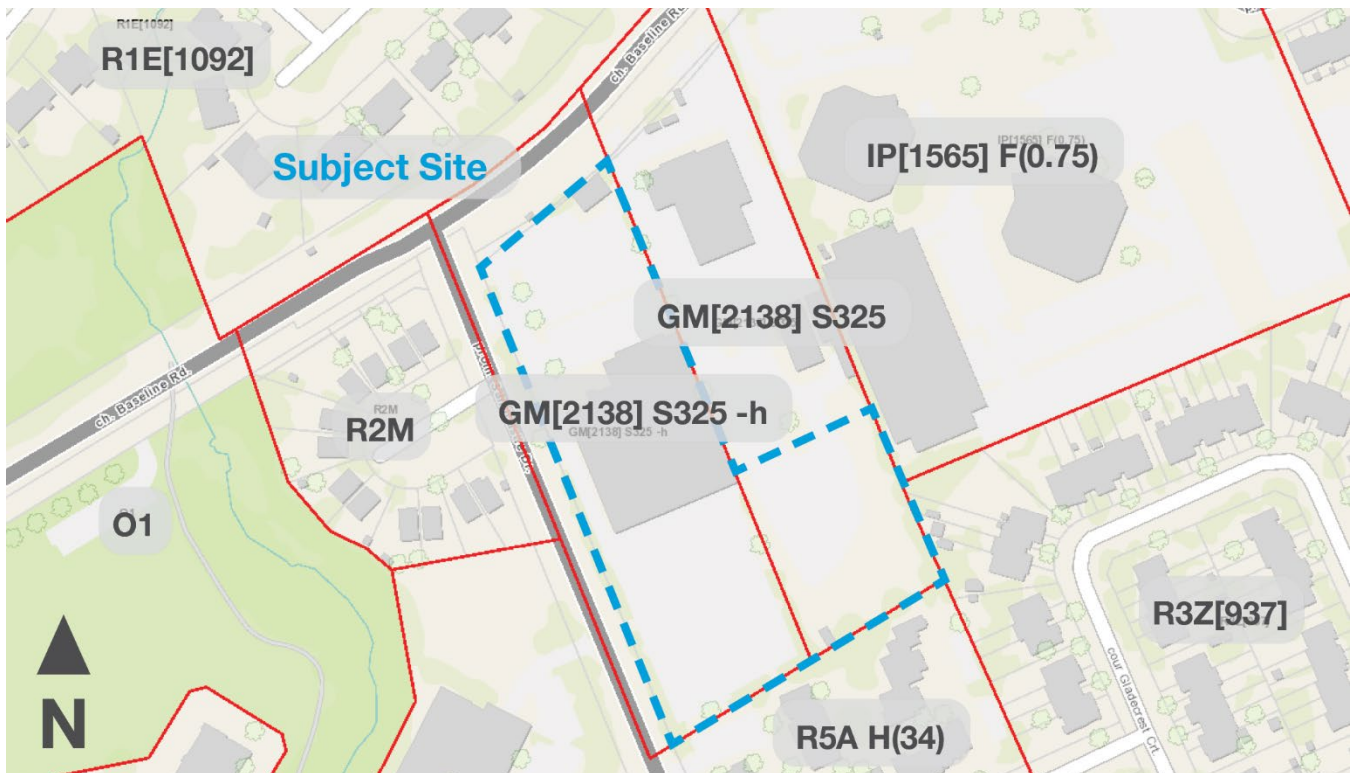 R1E[1092]
R1E[1092]
ch. Baseline Rd.
Subject Site
IP[1565] F(0.75)
IP[1565] F(0.75)
GM[2138] S325
GM[2138] S325 -h
GM[2138] S325 -h
R2M
R2M
ch. Baseline Rd.
O1
N
R3Z[937]
cour Gladecrest Crt.
R5A H(34)